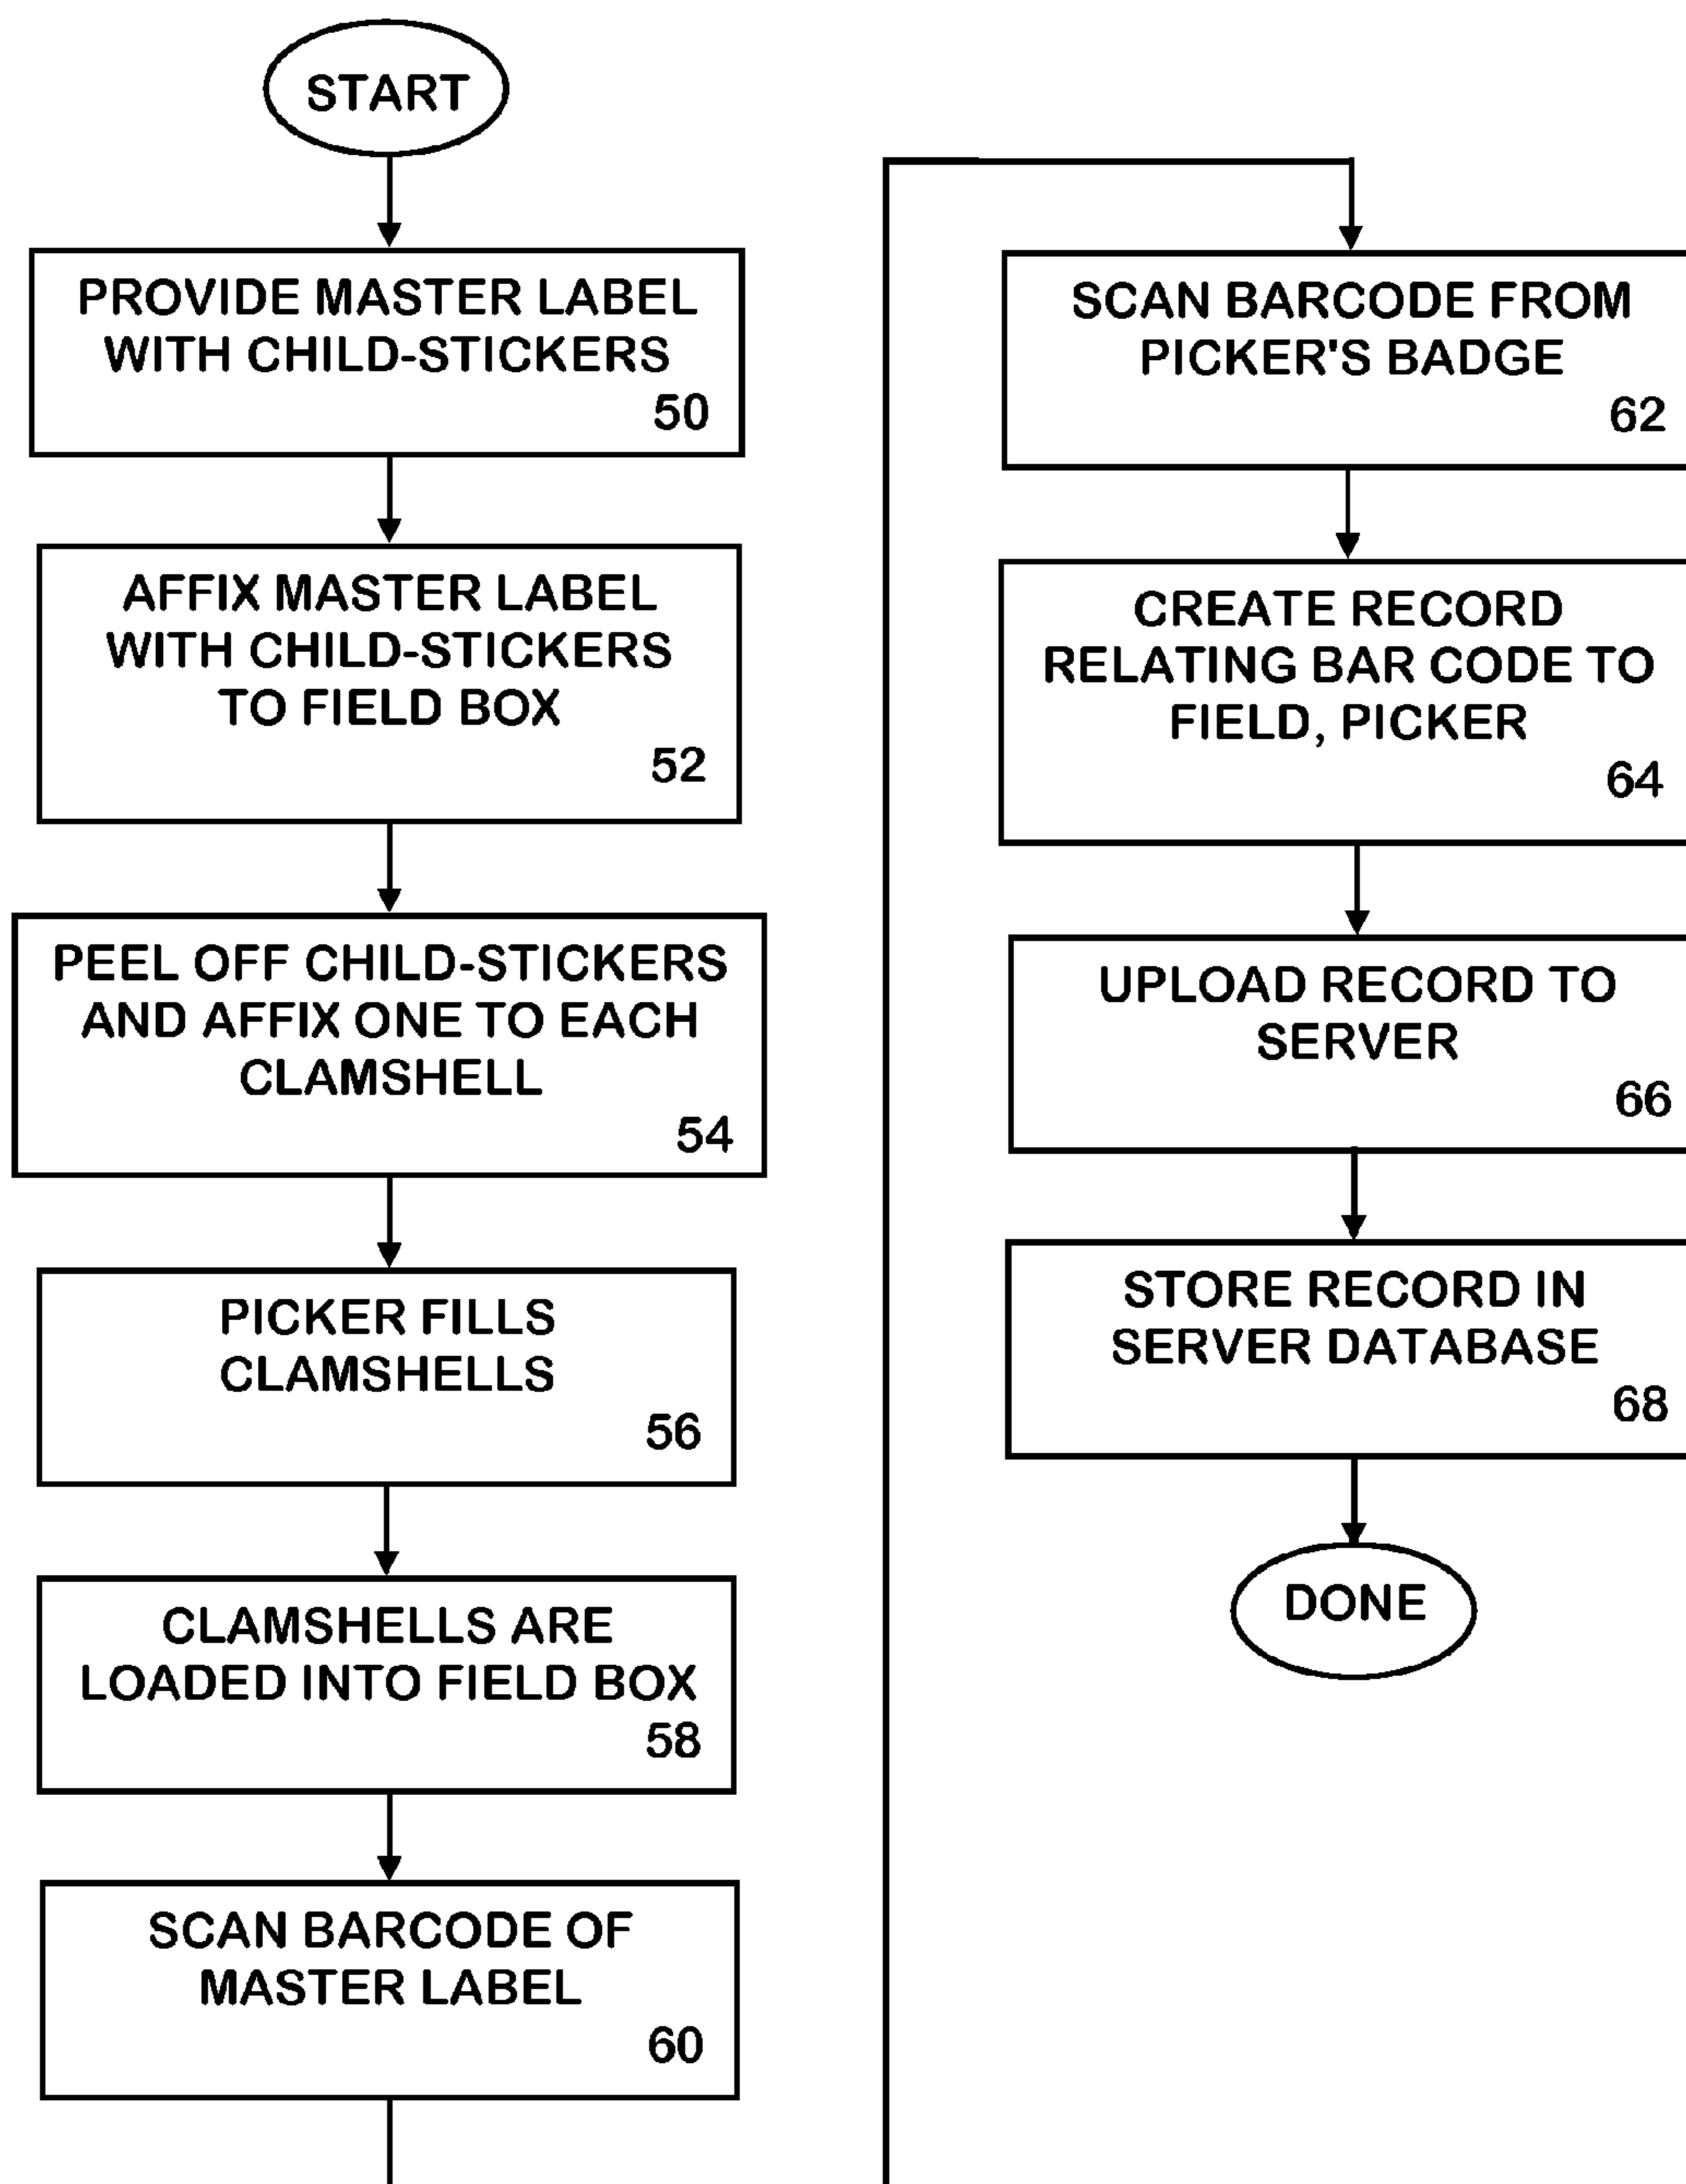 START
PROVIDE MASTER LABEL
WITH CHILD-STICKERS
50
AFFIX MASTER LABEL
WITH CHILD-STICKERS
TO FIELD BOX
52
PEEL OFF CHILD-STICKERS
AND AFFIX ONE TO EACH
CLAMSHELL
54
PICKER FILLS
CLAMSHELLS
56
CLAMSHELLS ARE
LOADED INTO FIELD BOX
58
SCAN BARCODE OF
MASTER LABEL
60
SCAN BARCODE FROM
PICKER'S BADGE
62
CREATE RECORD
RELATING BAR CODE TO
FIELD, PICKER
64
UPLOAD RECORD TO
SERVER
66
STORE RECORD IN
SERVER DATABASE
68
DONE